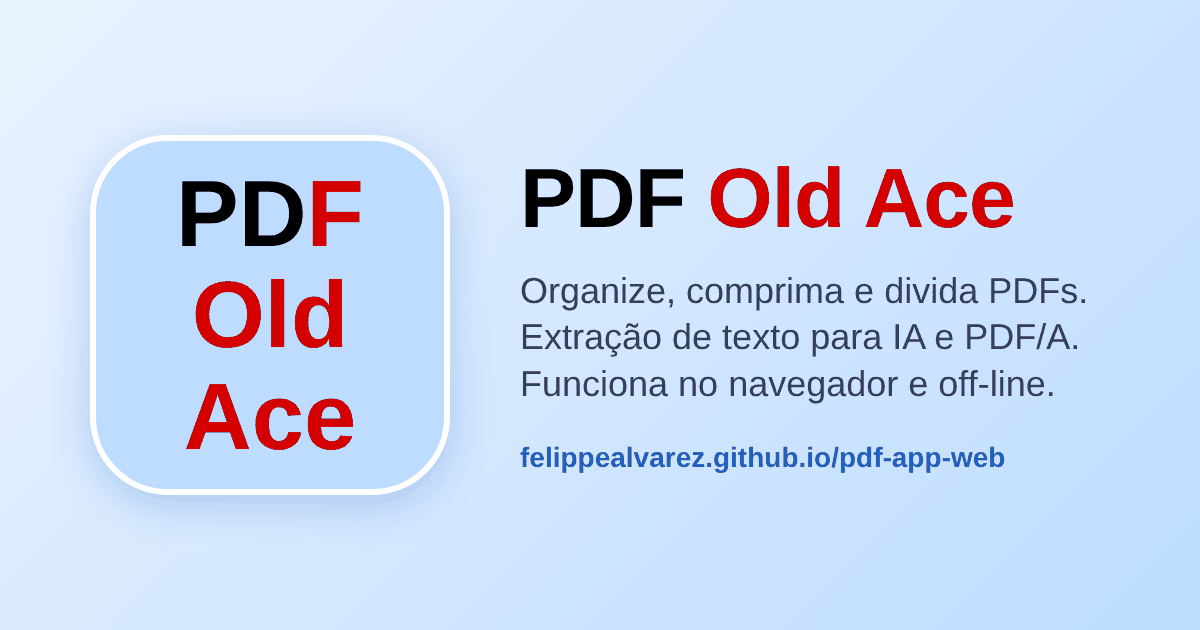 PDF
Old
Ace
PDF Old Ace
Organize, comprima e divida PDFs.
Extração de texto para IA e PDF/A.
Funciona no navegador e off-line.
felippealvarez.github.io/pdf-app-web